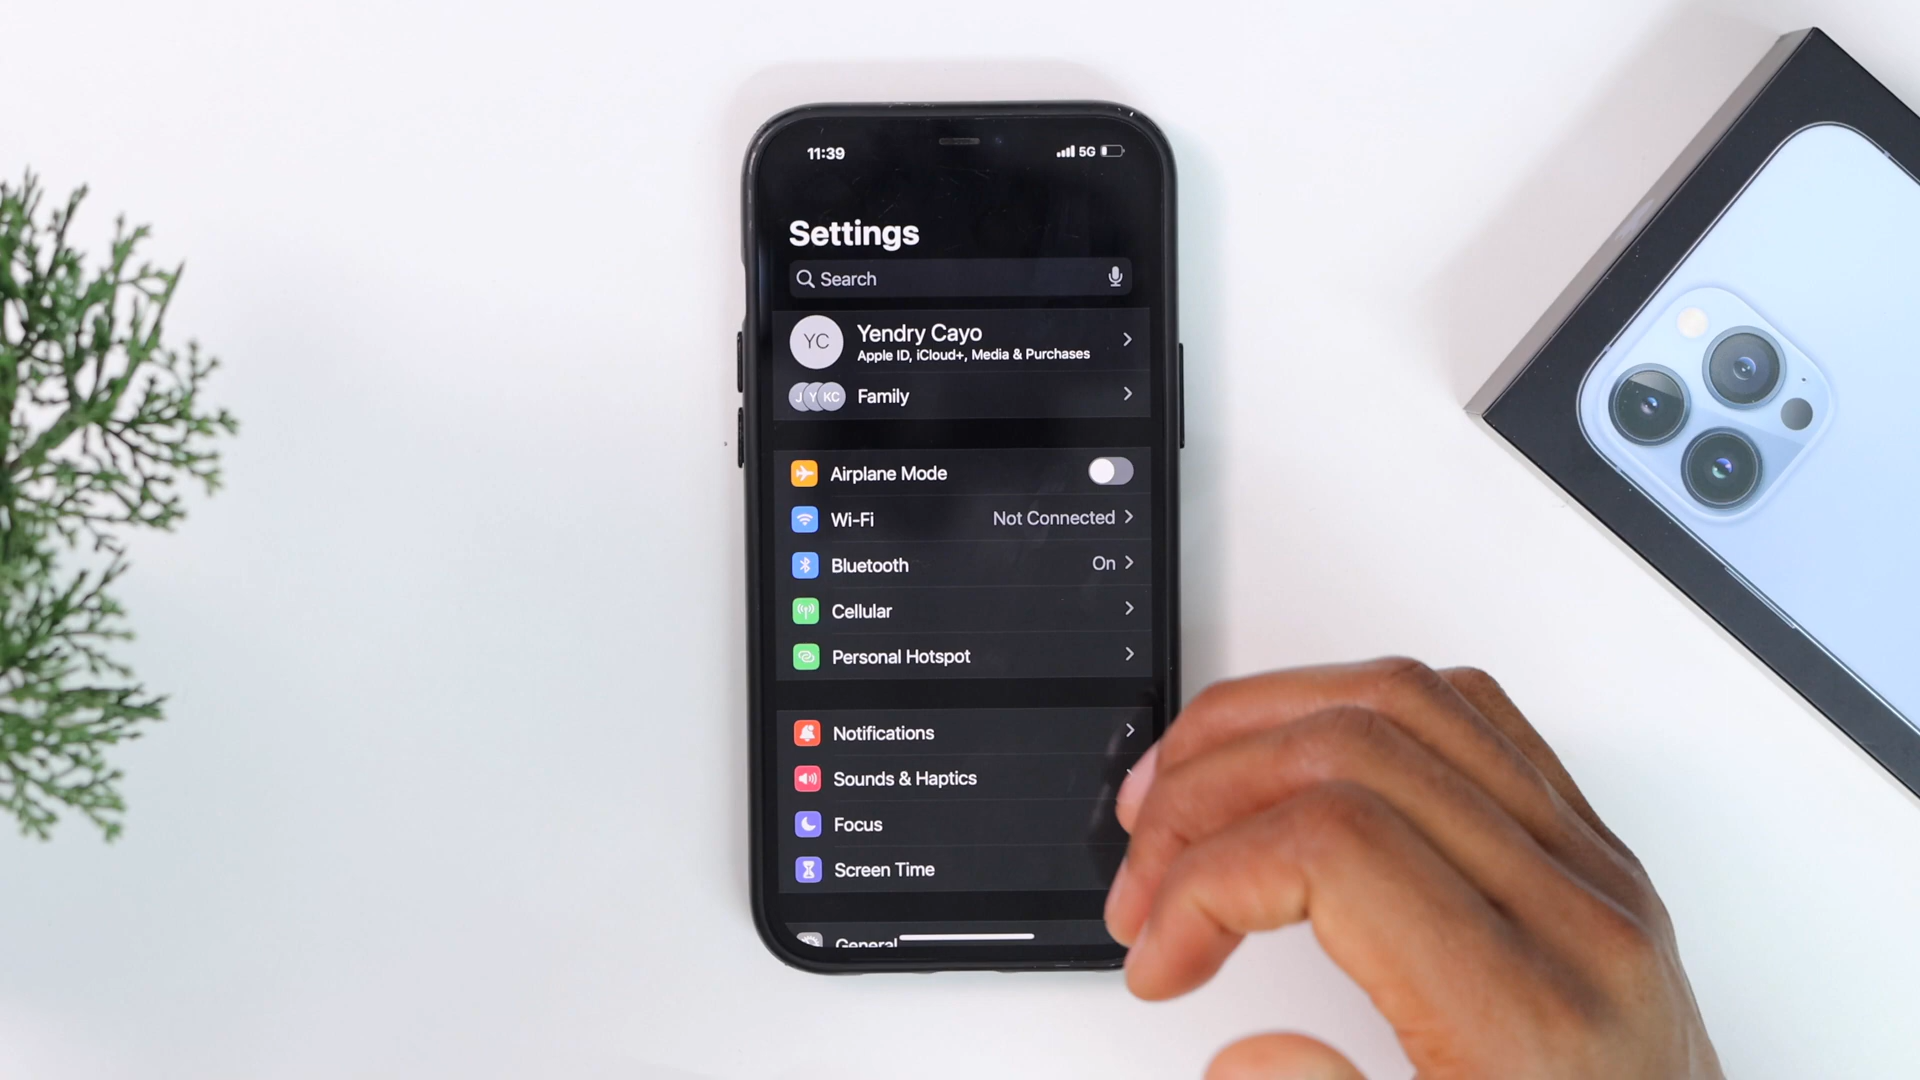 11:39
5G
Settings
Search
YC
Yendry Cayo
Apple ID, iCloud+, Media & Purchases
J Y KC
Family
Airplane Mode
Wi-Fi
Not Connected
Bluetooth
On
Cellular
Personal Hotspot
Notifications
Sounds & Haptics
Focus
Screen Time
General